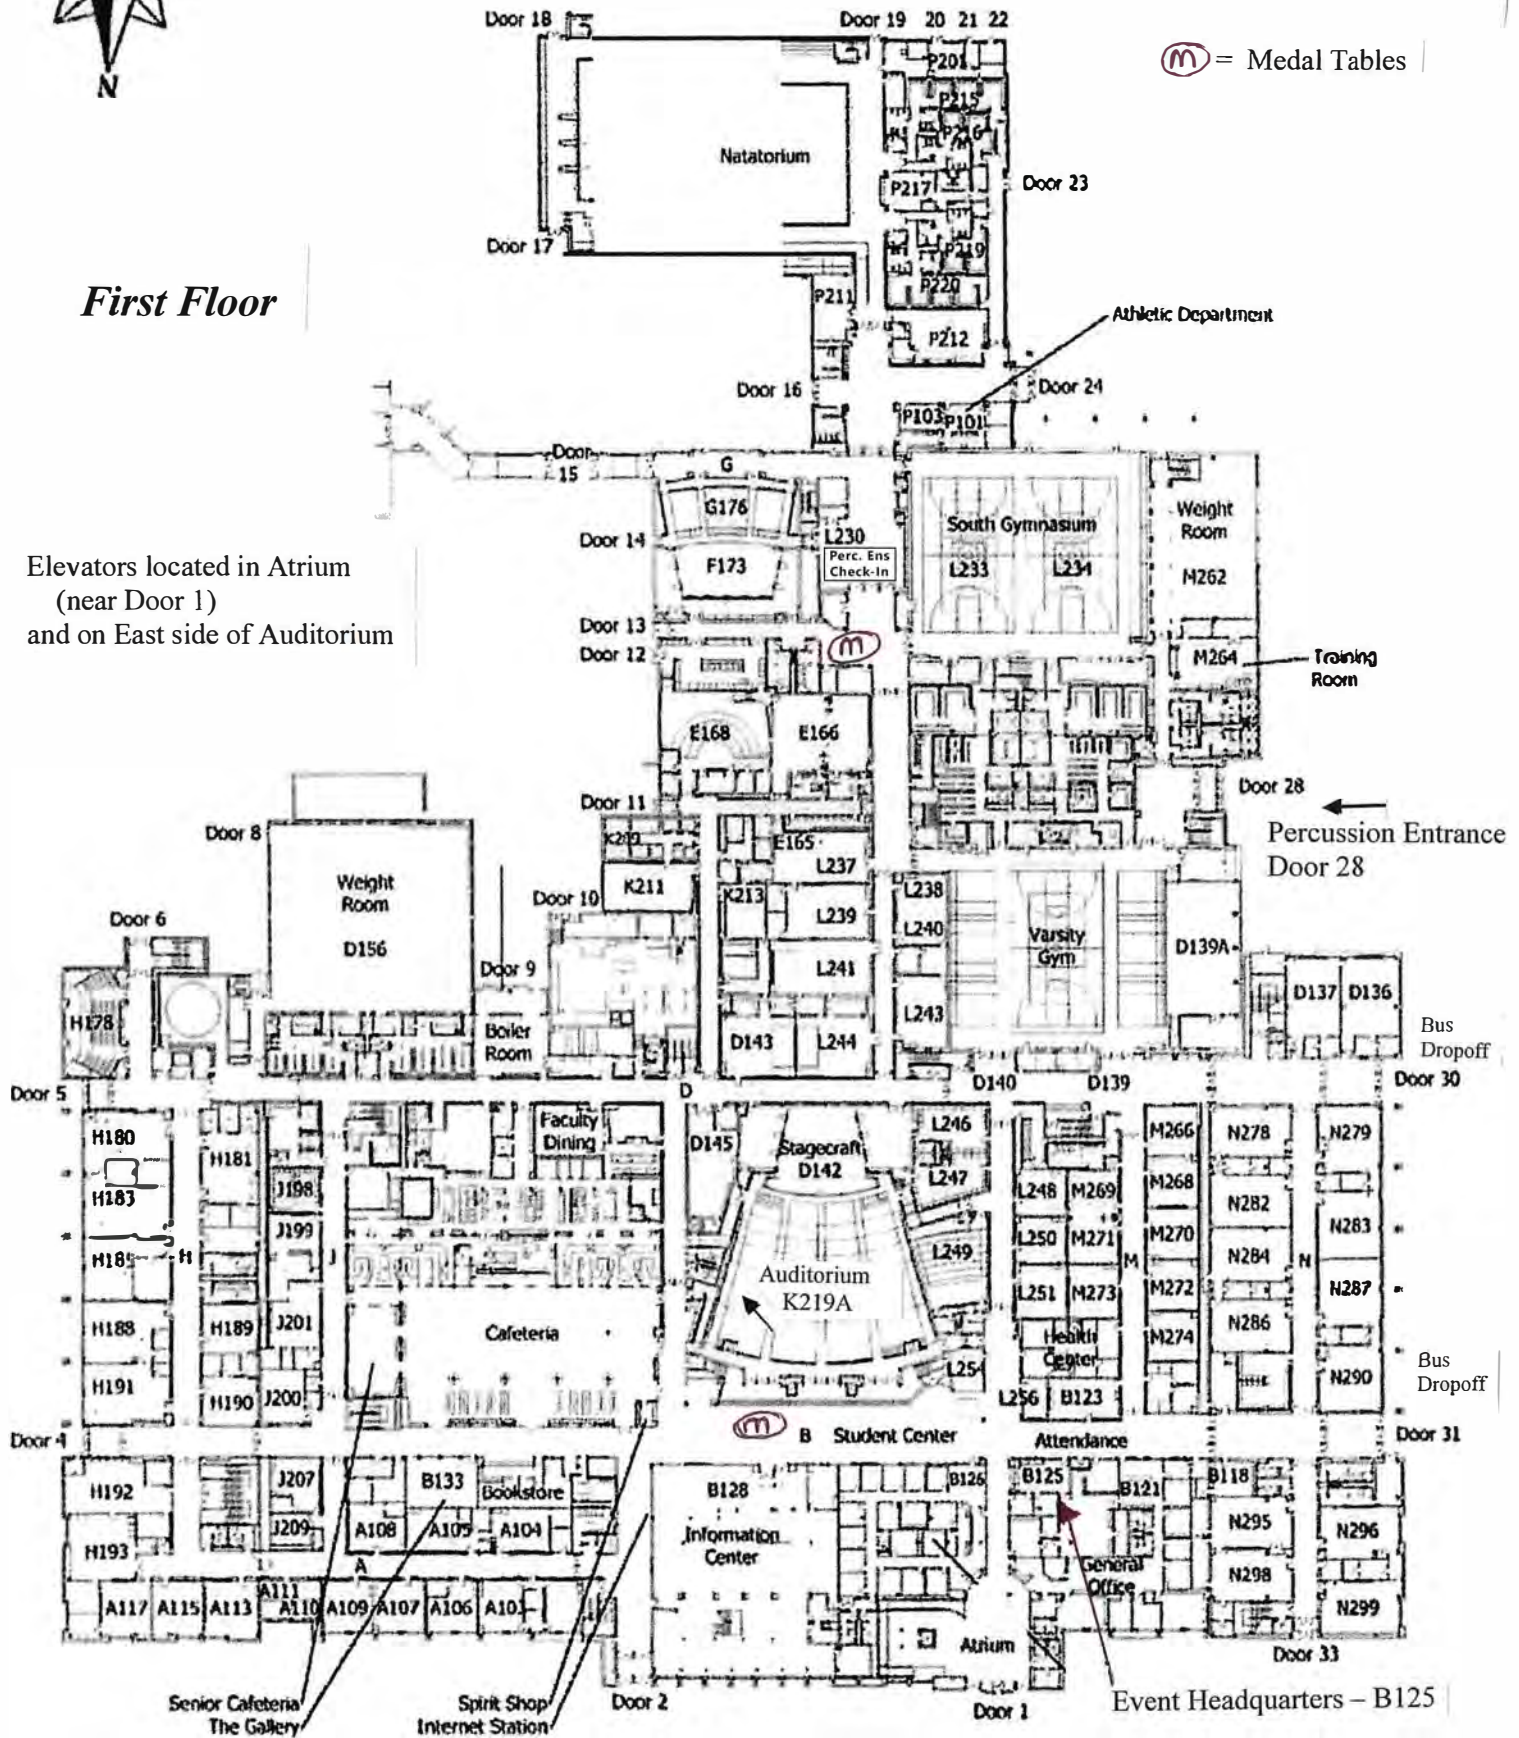 Door 18
Door 19 20 21 22
N
M = Medal Tables
P201
P215
P216
Natatorium
P217
Door 23
Door 17
P219
P220
First Floor
P211
Athletic Department
P212
Door 16
Door 24
P103
P101
Door
15
G
G176
South Gymnasium
Weight
Room
Door 14
L230
Perc. Ens
Check-In
F173
L233
L234
M262
Elevators located in Atrium
(near Door 1)
and on East side of Auditorium
Door 13
Door 12
M
M264
Training
Room
E168
E166
Door 11
Door 28
Percussion Entrance
Door 28
Door 8
K209
E165
L237
Weight
Room
K211
K213
L238
Door 10
L239
L240
Door 6
D156
Varsity
Gym
D139A
Door 9
L241
D137
D136
H178
Boiler
Room
L243
D143
L244
Bus
Dropoff
Door 5
D
D140
D139
Door 30
H180
Faculty
Dining
D145
Stagecraft
D142
L246
M266
N278
N279
H181
L247
H183
J198
L248
M269
M268
N282
J199
L250
M271
M270
N283
H
J
L249
M
N284
N
Auditorium
K219A
L251
M273
M272
N287
H188
H189
J201
Cafeteria
Health
Center
M274
N286
H191
H190
J200
L254
L256
B123
N290
Bus
Dropoff
Door 4
M
B
Student Center
Attendance
Door 31
H192
J207
B133
Bookstore
B128
B126
B125
B121
B118
H193
J209
A108
A105
A104
Information
Center
General
Office
N295
N296
A
N298
A111
A117
A115
A113
A110
A109
A107
A106
A103
N299
Atrium
Door 33
Senior Cafeteria
The Gallery
Spirit Shop
Internet Station
Door 2
Door 1
Event Headquarters – B125